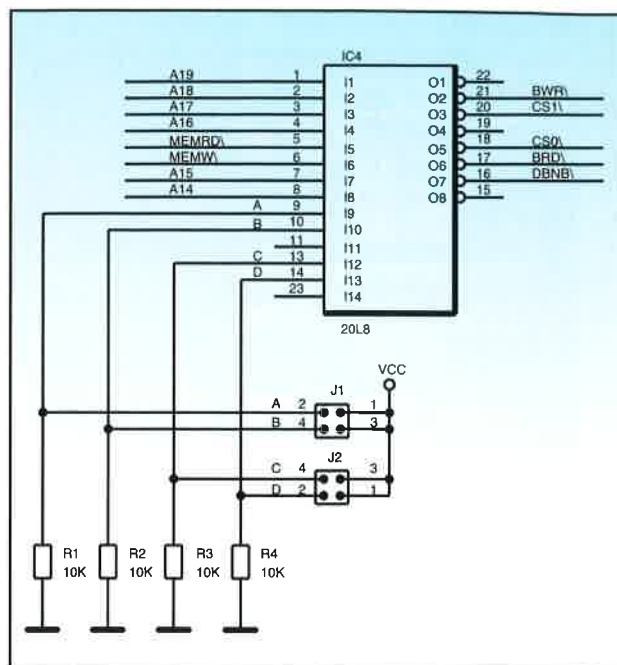 IC4
A19 1 I1 O1 22
A18 2 I2 O2 21 BWR\
A17 3 I3 O3 20 CS1\
A16 4 I4 O4 19
MEMRD\ 5 I5 O5 18 CS0\
MEMW\ 6 I6 O6 17 BRD\
A15 7 I7 O7 16 DBNB\
A14 8 I8 O8 15
A 9 I9
B 10 I10
11 I11
C 13 I12
D 14 I13
23 I14
20L8
VCC
J1
A 2 1
B 4 3
J2
C 4 3
D 2 1
R1 R2 R3 R4
10K 10K 10K 10K